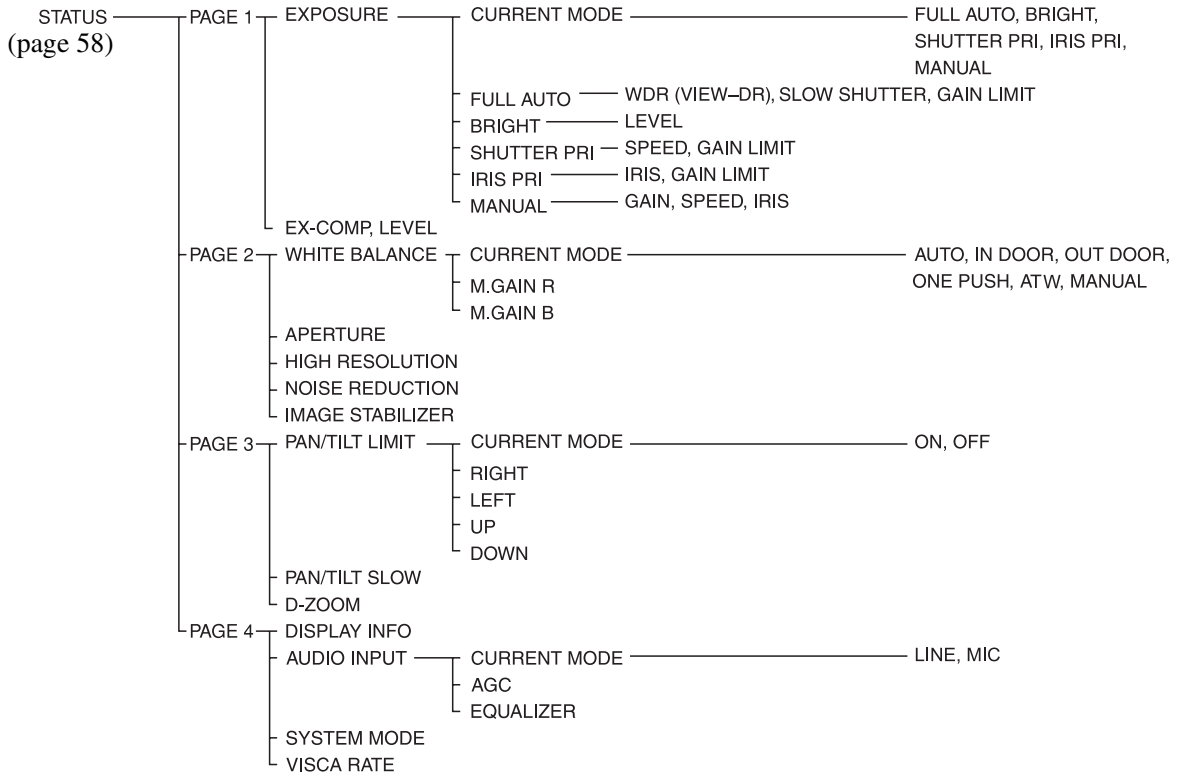 STATUS PAGE 1 EXPOSURE CURRENT MODE FULL AUTO, BRIGHT,
(page 58) SHUTTER PRI, IRIS PRI,
MANUAL
FULL AUTO WDR (VIEW–DR), SLOW SHUTTER, GAIN LIMIT
BRIGHT LEVEL
SHUTTER PRI SPEED, GAIN LIMIT
IRIS PRI IRIS, GAIN LIMIT
MANUAL GAIN, SPEED, IRIS
EX-COMP, LEVEL
PAGE 2 WHITE BALANCE CURRENT MODE AUTO, IN DOOR, OUT DOOR,
M.GAIN R ONE PUSH, ATW, MANUAL
M.GAIN B
APERTURE
HIGH RESOLUTION
NOISE REDUCTION
IMAGE STABILIZER
PAGE 3 PAN/TILT LIMIT CURRENT MODE ON, OFF
RIGHT
LEFT
UP
DOWN
PAN/TILT SLOW
D-ZOOM
PAGE 4 DISPLAY INFO
AUDIO INPUT CURRENT MODE LINE, MIC
AGC
EQUALIZER
SYSTEM MODE
VISCA RATE